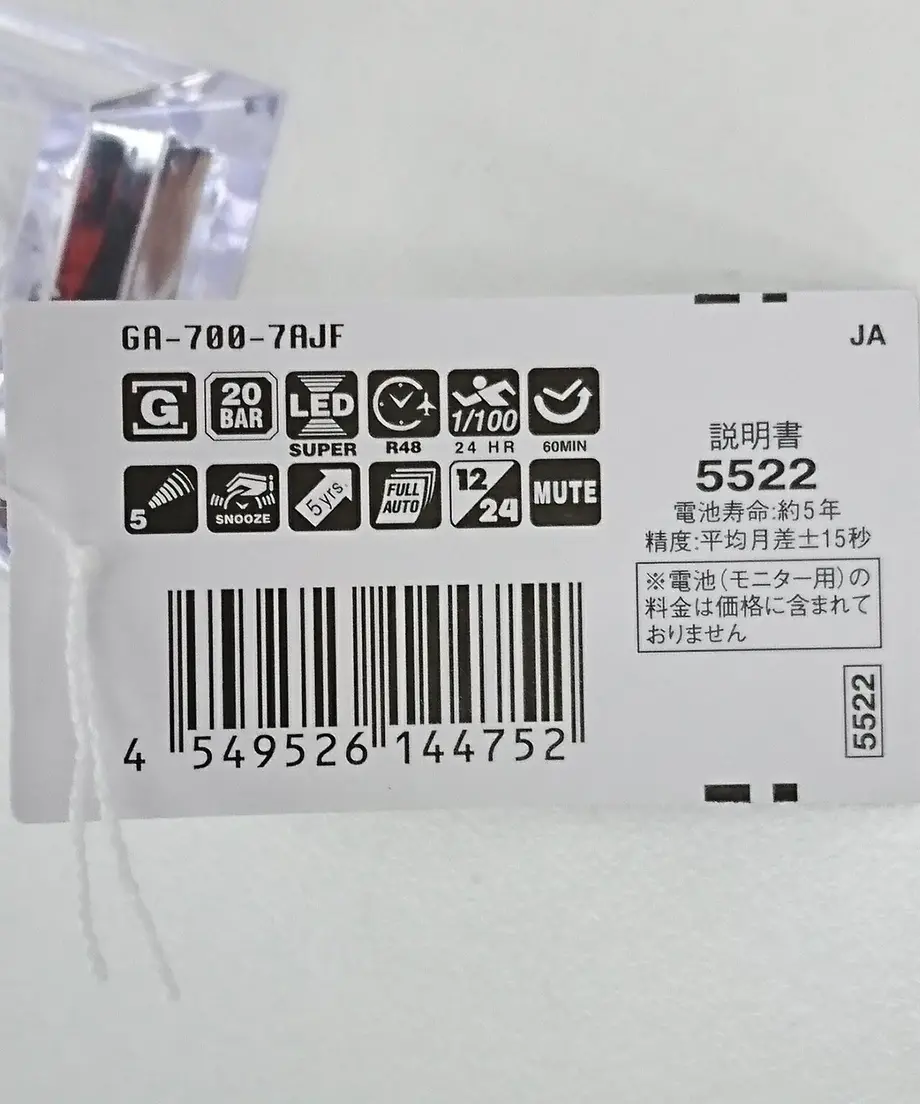 GA-700-7AJF
JA
G
20 BAR
LED
SUPER
R48
1/100
24 HR
60MIN
5
SNOOZE
5 yrs.
FULL AUTO
12/24
MUTE
説明書
5522
電池寿命:約5年
精度:平均月差±15秒
※電池(モニター用)の
料金は価格に含まれて
おりません
5522
4 549526 144752